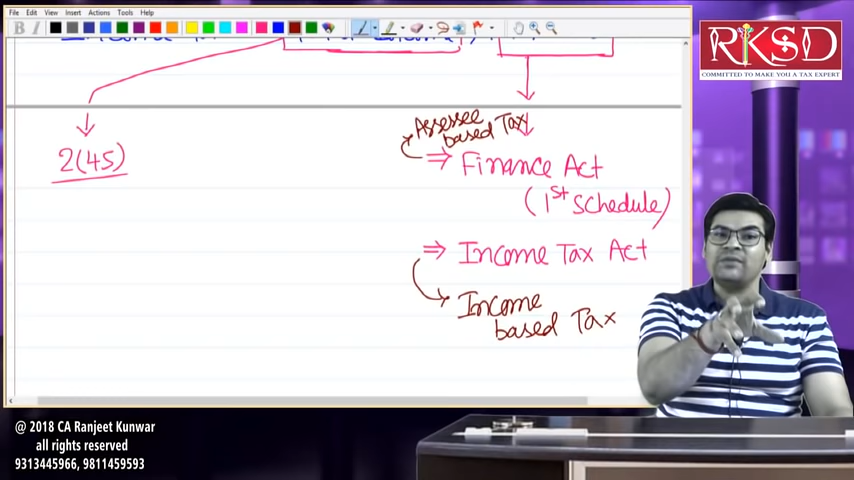 File Edit View Insert Actions Tools Help
B I U
RKSD
COMMITTED TO MAKE YOU A TAX EXPERT
Assessee
based Tax
2(45)
⇒ Finance Act
(1st Schedule)
⇒ Income Tax Act
Income
based Tax
@ 2018 CA Ranjeet Kunwar
all rights reserved
9313445966, 9811459593